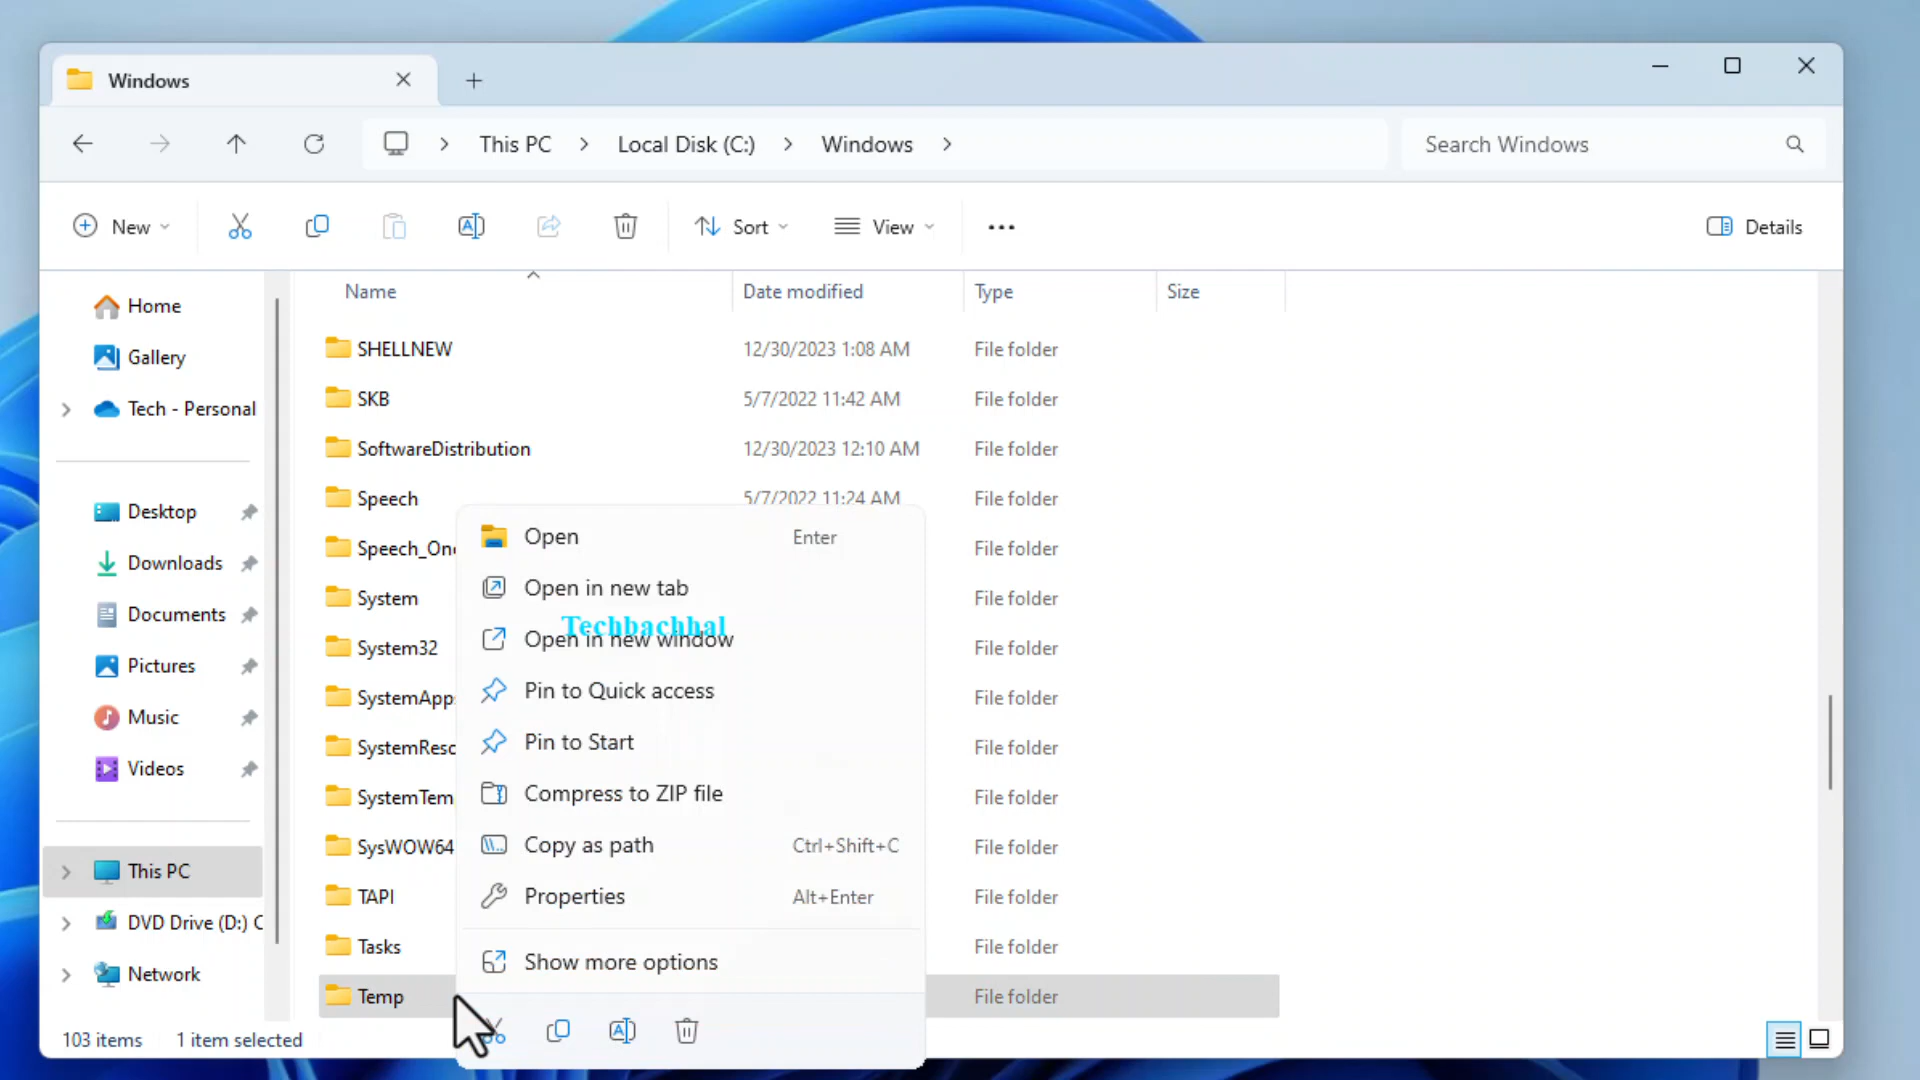 Windows
This PC
Local Disk (C:)
Windows
Search Windows
New
Sort
View
Details
Home
Gallery
Tech - Personal
Desktop
Downloads
Documents
Pictures
Music
Videos
This PC
DVD Drive (D:) C
Network
Name Date modified Type Size
SHELLNEW 12/30/2023 1:08 AM File folder
SKB 5/7/2022 11:42 AM File folder
SoftwareDistribution 12/30/2023 12:10 AM File folder
Speech 5/7/2022 11:24 AM File folder
Speech_One File folder
System File folder
System32 File folder
SystemApps File folder
SystemReso File folder
SystemTem File folder
SysWOW64 File folder
TAPI File folder
Tasks File folder
Temp File folder
Open Enter
Open in new tab
Techbachhal
Open in new window
Pin to Quick access
Pin to Start
Compress to ZIP file
Copy as path Ctrl+Shift+C
Properties Alt+Enter
Show more options
103 items 1 item selected